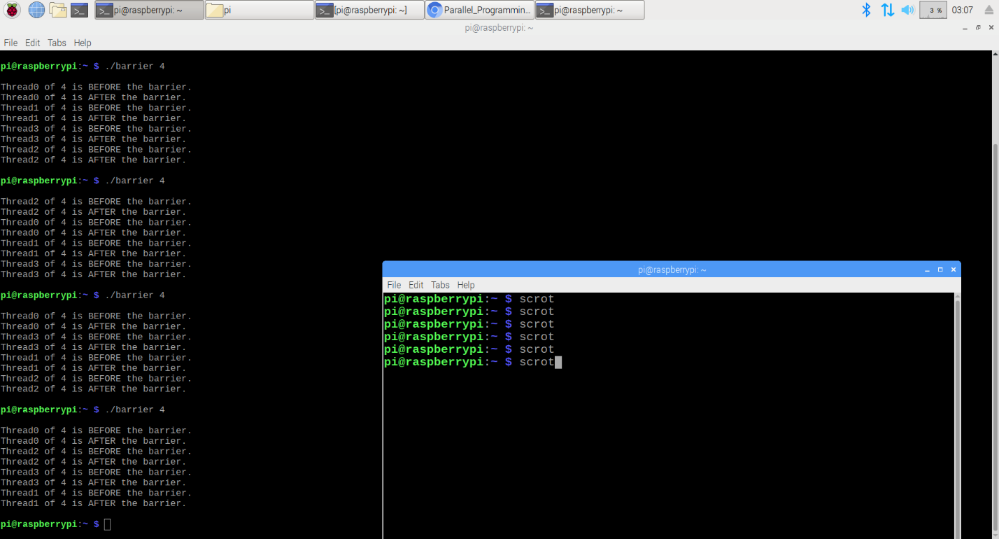 pi@raspberrypi: ~
pi
[pi@raspberrypi: ~]
Parallel_Programmin...
pi@raspberrypi: ~
3 %
03:07
pi@raspberrypi: ~
File Edit Tabs Help
pi@raspberrypi:~ $ ./barrier 4
Thread0 of 4 is BEFORE the barrier.
Thread0 of 4 is AFTER the barrier.
Thread1 of 4 is BEFORE the barrier.
Thread1 of 4 is AFTER the barrier.
Thread3 of 4 is BEFORE the barrier.
Thread3 of 4 is AFTER the barrier.
Thread2 of 4 is BEFORE the barrier.
Thread2 of 4 is AFTER the barrier.
pi@raspberrypi:~ $ ./barrier 4
Thread2 of 4 is BEFORE the barrier.
Thread2 of 4 is AFTER the barrier.
Thread0 of 4 is BEFORE the barrier.
Thread0 of 4 is AFTER the barrier.
Thread1 of 4 is BEFORE the barrier.
Thread1 of 4 is AFTER the barrier.
Thread3 of 4 is BEFORE the barrier.
Thread3 of 4 is AFTER the barrier.
pi@raspberrypi:~ $ ./barrier 4
Thread0 of 4 is BEFORE the barrier.
Thread0 of 4 is AFTER the barrier.
Thread3 of 4 is BEFORE the barrier.
Thread3 of 4 is AFTER the barrier.
Thread1 of 4 is BEFORE the barrier.
Thread1 of 4 is AFTER the barrier.
Thread2 of 4 is BEFORE the barrier.
Thread2 of 4 is AFTER the barrier.
pi@raspberrypi:~ $ ./barrier 4
Thread0 of 4 is BEFORE the barrier.
Thread0 of 4 is AFTER the barrier.
Thread2 of 4 is BEFORE the barrier.
Thread2 of 4 is AFTER the barrier.
Thread3 of 4 is BEFORE the barrier.
Thread3 of 4 is AFTER the barrier.
Thread1 of 4 is BEFORE the barrier.
Thread1 of 4 is AFTER the barrier.
pi@raspberrypi:~ $
pi@raspberrypi: ~
File Edit Tabs Help
pi@raspberrypi:~ $ scrot
pi@raspberrypi:~ $ scrot
pi@raspberrypi:~ $ scrot
pi@raspberrypi:~ $ scrot
pi@raspberrypi:~ $ scrot
pi@raspberrypi:~ $ scrot